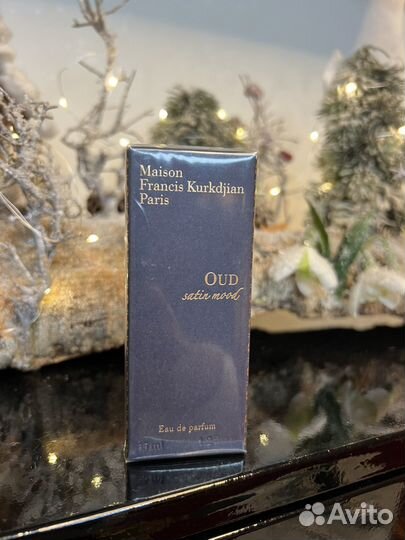 Maison
Francis Kurkdjian
Paris
OUD
satin mood
Eau de parfum
Avito